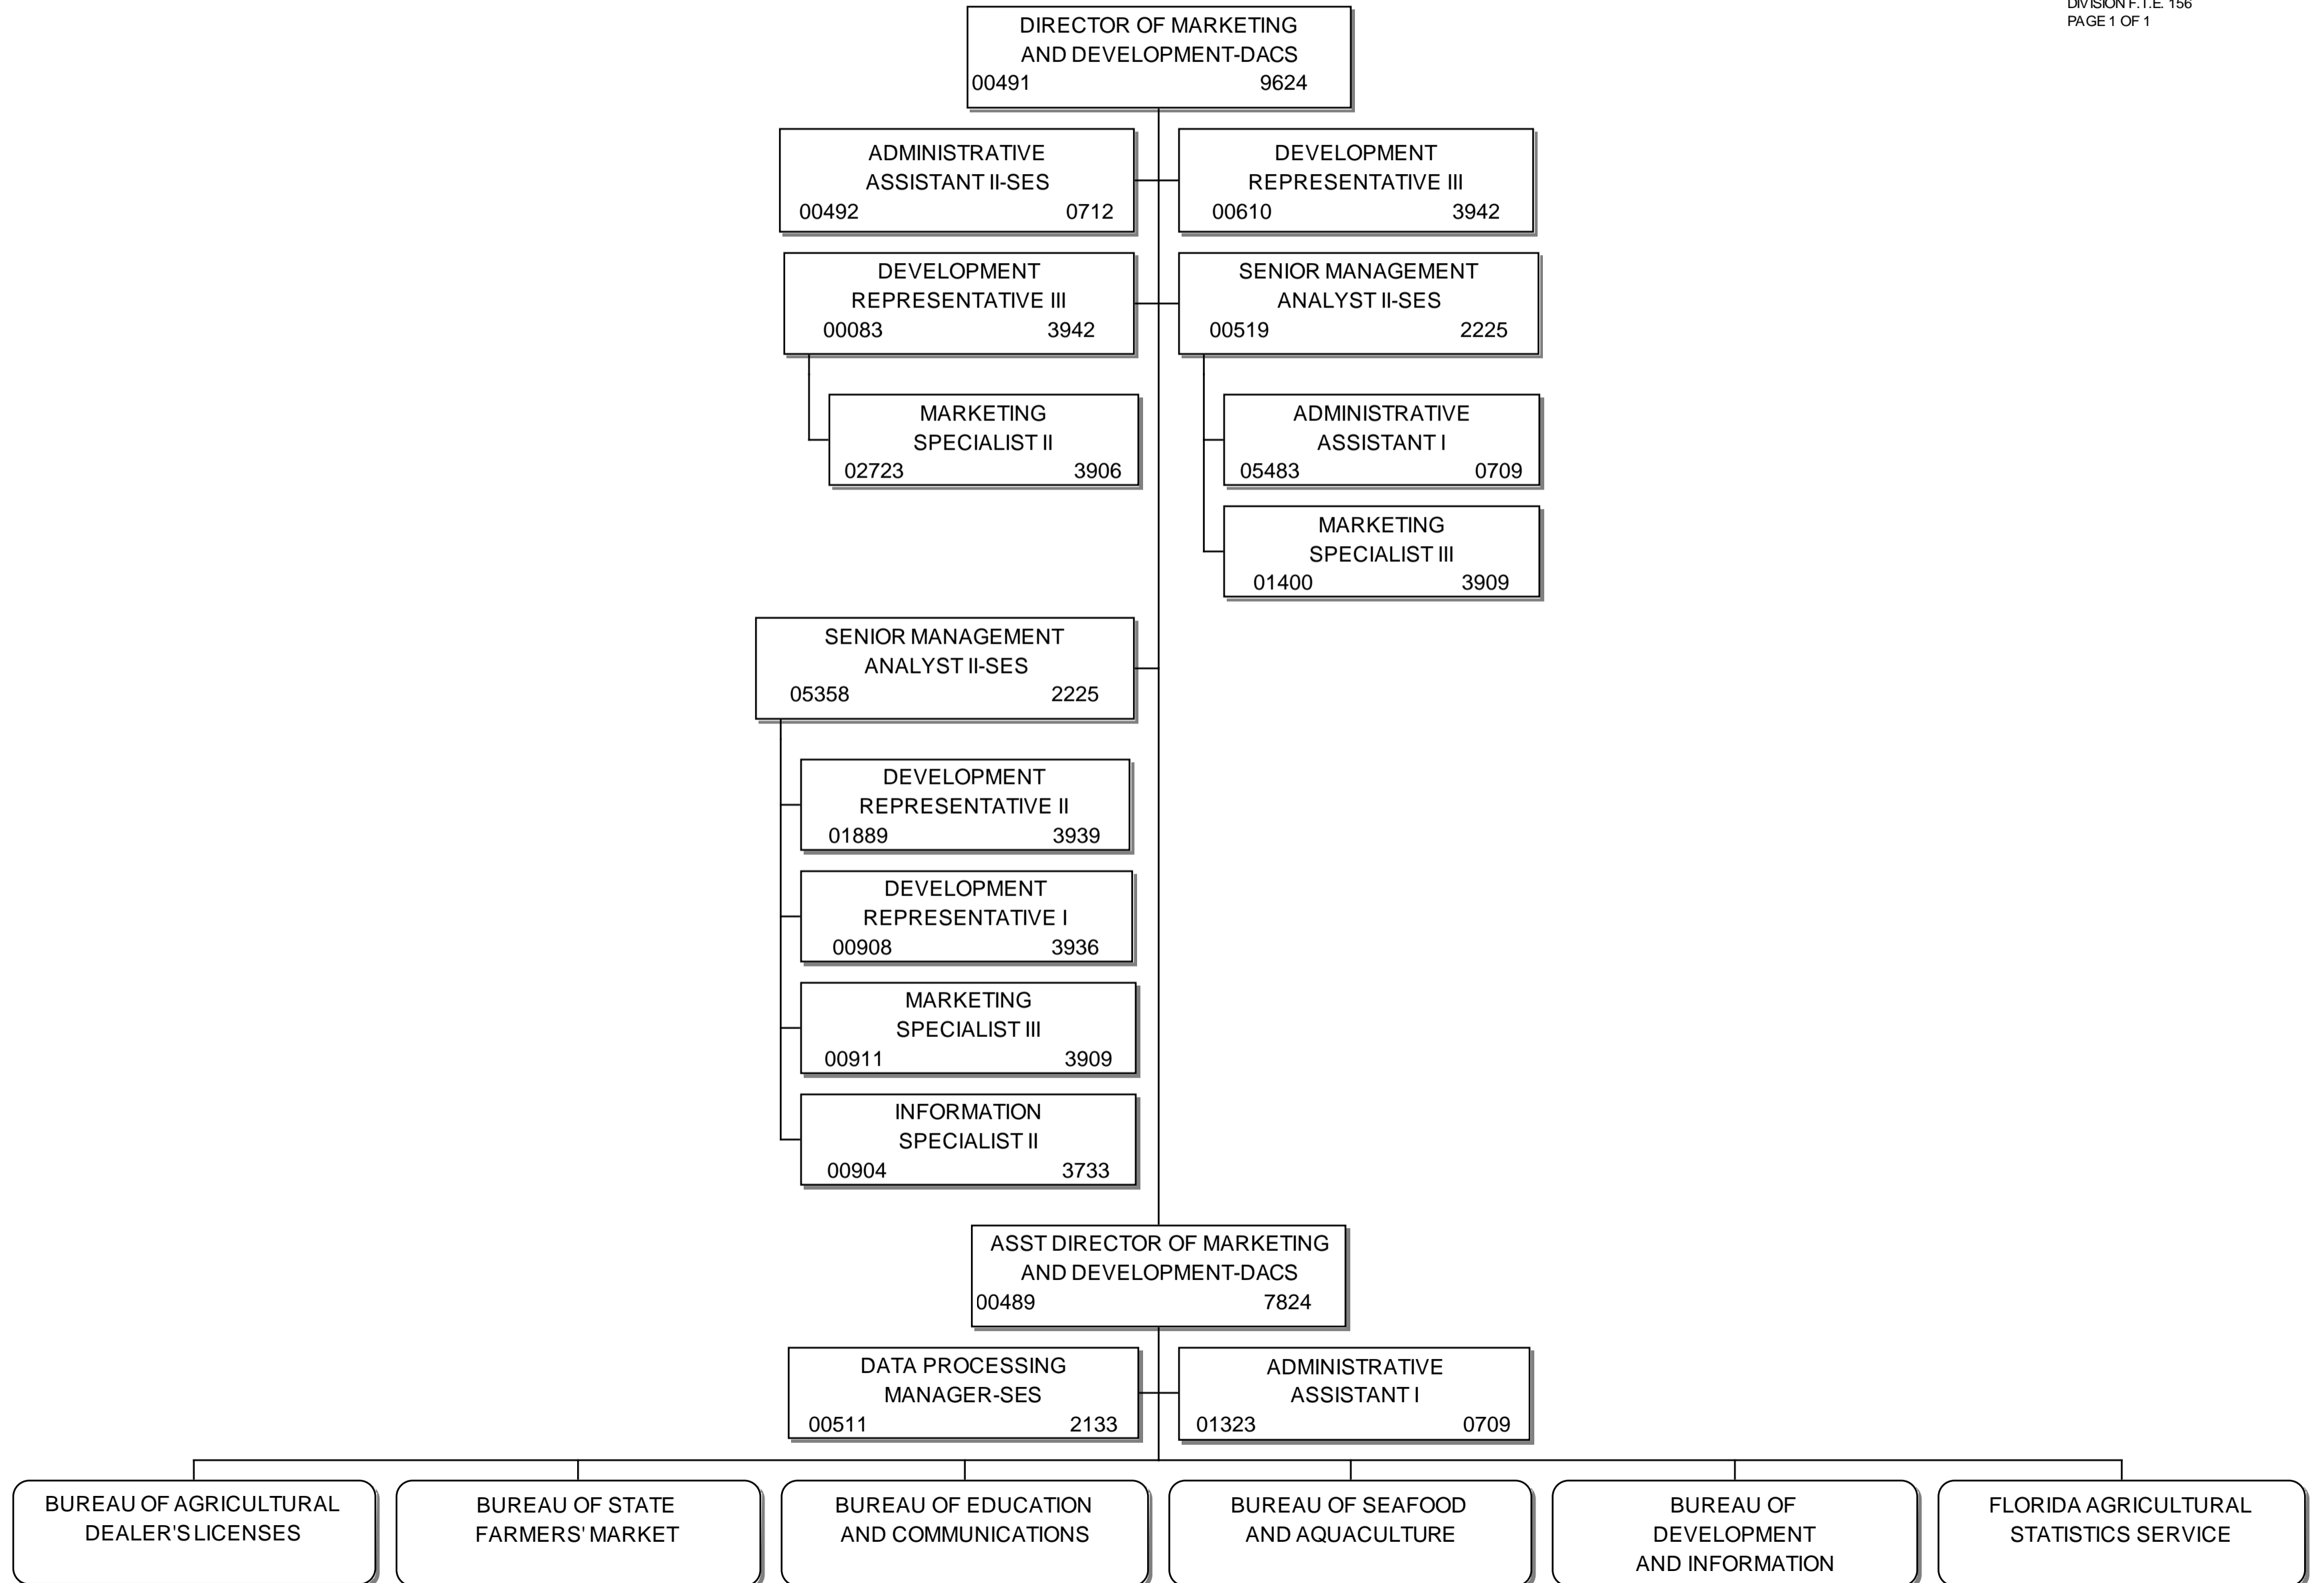 DIVISION F.T.E. 156
PAGE 1 OF 1
DIRECTOR OF MARKETING
AND DEVELOPMENT-DACS
00491 9624
ADMINISTRATIVE
ASSISTANT II-SES
00492 0712
DEVELOPMENT
REPRESENTATIVE III
00610 3942
DEVELOPMENT
REPRESENTATIVE III
00083 3942
SENIOR MANAGEMENT
ANALYST II-SES
00519 2225
MARKETING
SPECIALIST II
02723 3906
ADMINISTRATIVE
ASSISTANT I
05483 0709
MARKETING
SPECIALIST III
01400 3909
SENIOR MANAGEMENT
ANALYST II-SES
05358 2225
DEVELOPMENT
REPRESENTATIVE II
01889 3939
DEVELOPMENT
REPRESENTATIVE I
00908 3936
MARKETING
SPECIALIST III
00911 3909
INFORMATION
SPECIALIST II
00904 3733
ASST DIRECTOR OF MARKETING
AND DEVELOPMENT-DACS
00489 7824
DATA PROCESSING
MANAGER-SES
00511 2133
ADMINISTRATIVE
ASSISTANT I
01323 0709
BUREAU OF AGRICULTURAL
DEALER'S LICENSES
BUREAU OF STATE
FARMERS' MARKET
BUREAU OF EDUCATION
AND COMMUNICATIONS
BUREAU OF SEAFOOD
AND AQUACULTURE
BUREAU OF
DEVELOPMENT
AND INFORMATION
FLORIDA AGRICULTURAL
STATISTICS SERVICE